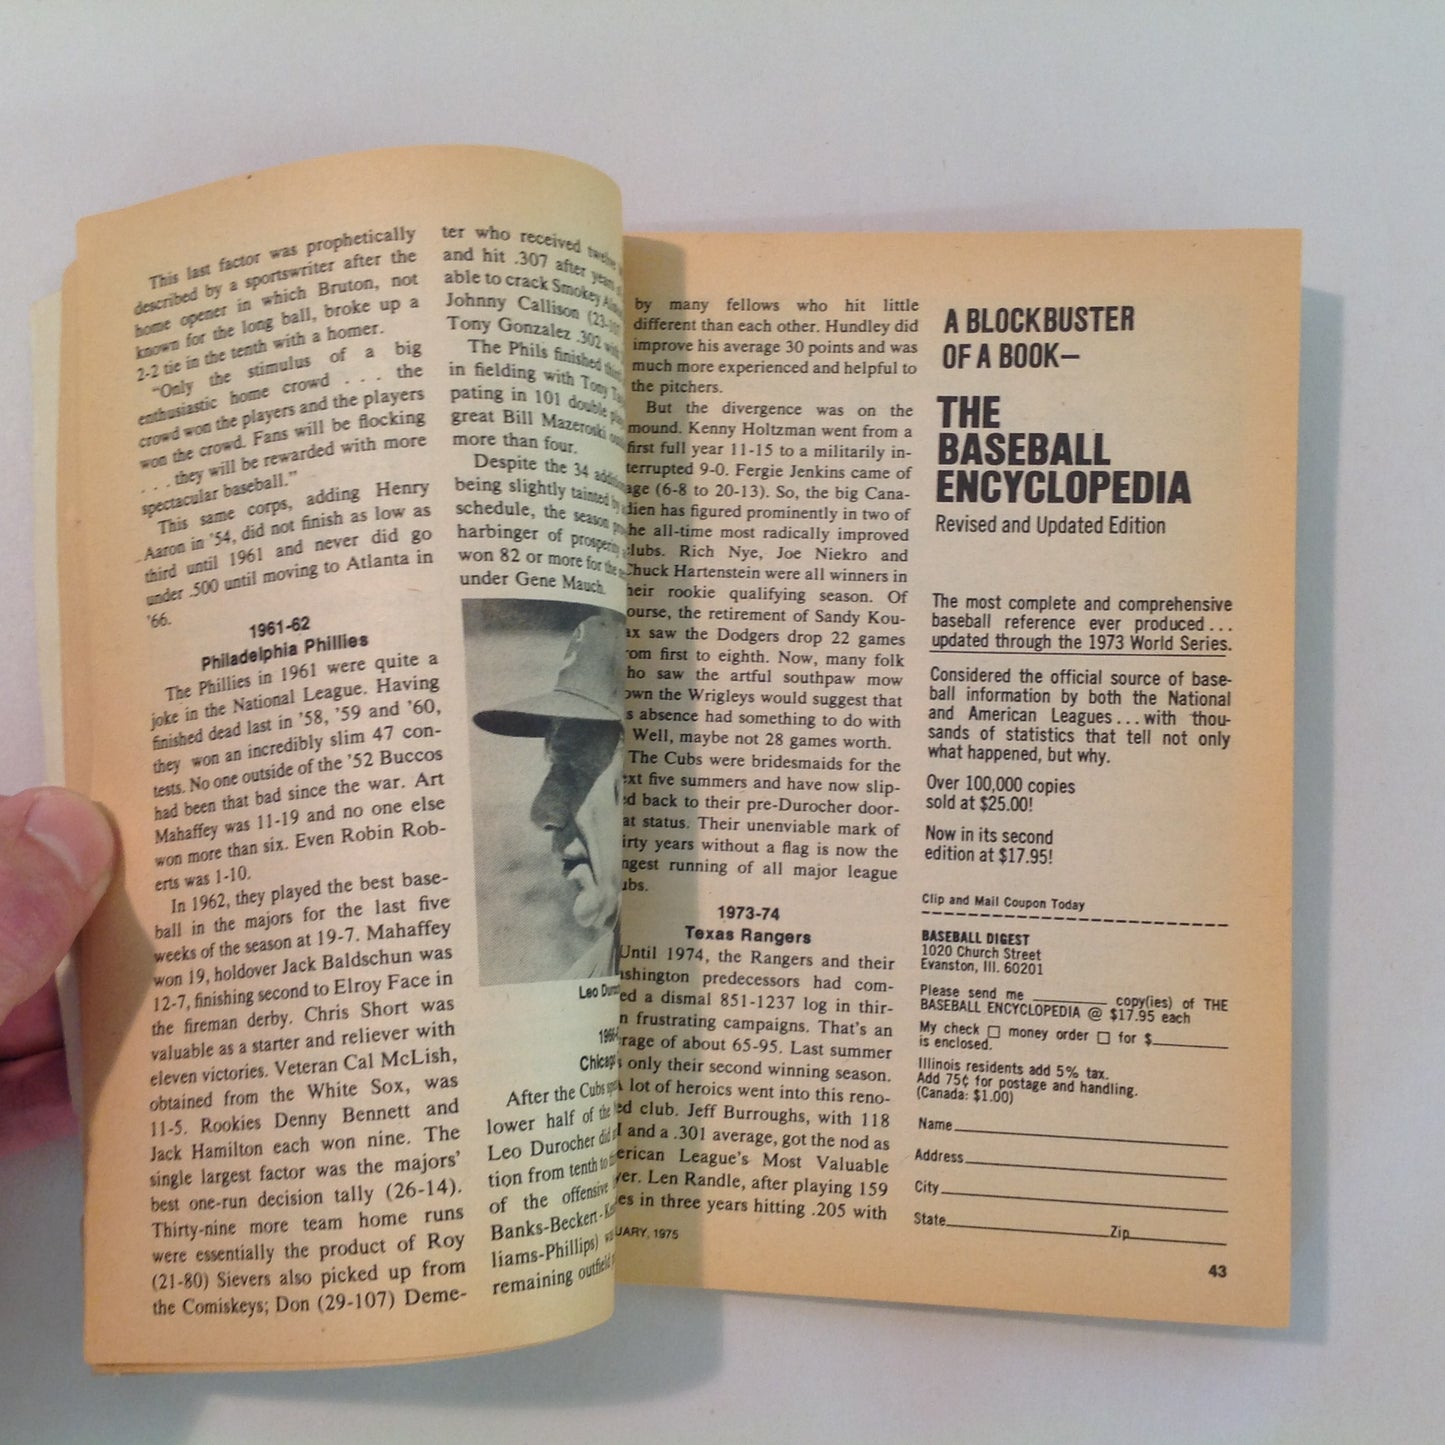 This last factor was prophetically
described by a sportswriter after the
home opener in which Bruton, not
known for the long ball, broke up a
2-2 tie in the tenth with a homer.
"Only the stimulus of a big
enthusiastic home crowd . . . the
crowd won the players and the players
won the crowd. Fans will be flocking
. . . they will be rewarded with more
spectacular baseball."
This same corps, adding Henry
Aaron in '54, did not finish as low as
third until 1961 and never did go
under .500 until moving to Atlanta in
'66.
1961-62
Philadelphia Phillies
The Phillies in 1961 were quite a
joke in the National League. Having
finished dead last in '58, '59 and '60,
they won an incredibly slim 47 con-
tests. No one outside of the '52 Buccos
had been that bad since the war. Art
Mahaffey was 11-19 and no one else
won more than six. Even Robin Rob-
erts was 1-10.
In 1962, they played the best base-
ball in the majors for the last five
weeks of the season at 19-7. Mahaffey
won 19, holdover Jack Baldschun was
12-7, finishing second to Elroy Face in
the fireman derby. Chris Short was
valuable as a starter and reliever with
eleven victories. Veteran Cal McLish,
obtained from the White Sox, was
11-5. Rookies Denny Bennett and
Jack Hamilton each won nine. The
single largest factor was the majors'
best one-run decision tally (26-14).
Thirty-nine more team home runs
were essentially the product of Roy
(21-80) Sievers also picked up from
the Comiskeys; Don (29-107) Deme-
ter who received twelve
and hit .307 after years
able to crack Smokey
Johnny Callison
Tony Gonzalez .302
The Phils finished
in fielding with Tony
pating in 101 double
great Bill Mazeroski
more than four.
Despite the 34
being slightly tainted
schedule, the season
harbinger of prosperity
won 82 or more for the
under Gene Mauch.
Leo
Chicago
After the Cubs
lower half of the
Leo Durocher did
tion from tenth to
of the offensive
Banks-Beckert-
liams-Phillips)
remaining outfield
by many fellows who hit little
different than each other. Hundley did
improve his average 30 points and was
much more experienced and helpful to
the pitchers.
But the divergence was on the
mound. Kenny Holtzman went from a
first full year 11-15 to a militarily in-
terrupted 9-0. Fergie Jenkins came of
age (6-8 to 20-13). So, the big Cana-
dien has figured prominently in two of
he all-time most radically improved
lubs. Rich Nye, Joe Niekro and
Chuck Hartenstein were all winners in
heir rookie qualifying season. Of
ourse, the retirement of Sandy Kou-
ax saw the Dodgers drop 22 games
rom first to eighth. Now, many folk
ho saw the artful southpaw mow
own the Wrigleys would suggest that
s absence had something to do with
Well, maybe not 28 games worth.
The Cubs were bridesmaids for the
ext five summers and have now slip-
ed back to their pre-Durocher door-
at status. Their unenviable mark of
irty years without a flag is now the
ngest running of all major league
ubs.
1973-74
Texas Rangers
Until 1974, the Rangers and their
ashington predecessors had com-
ed a dismal 851-1237 log in thir-
n frustrating campaigns. That's an
rage of about 65-95. Last summer
s only their second winning season.
A lot of heroics went into this reno-
ed club. Jeff Burroughs, with 118
I and a .301 average, got the nod as
erican League's Most Valuable
yer. Len Randle, after playing 159
es in three years hitting .205 with
UARY, 1975
A BLOCKBUSTER
OF A BOOK—
THE
BASEBALL
ENCYCLOPEDIA
Revised and Updated Edition
The most complete and comprehensive
baseball reference ever produced...
updated through the 1973 World Series.
Considered the official source of base-
ball information by both the National
and American Leagues...with thou-
sands of statistics that tell not only
what happened, but why.
Over 100,000 copies
sold at $25.00!
Now in its second
edition at $17.95!
Clip and Mail Coupon Today
BASEBALL DIGEST
1020 Church Street
Evanston, Ill. 60201
Please send me ________ copy(ies) of THE
BASEBALL ENCYCLOPEDIA @ $17.95 each
My check □ money order □ for $________
is enclosed.
Illinois residents add 5% tax.
Add 75¢ for postage and handling.
(Canada: $1.00)
Name
Address
City
State Zip
43